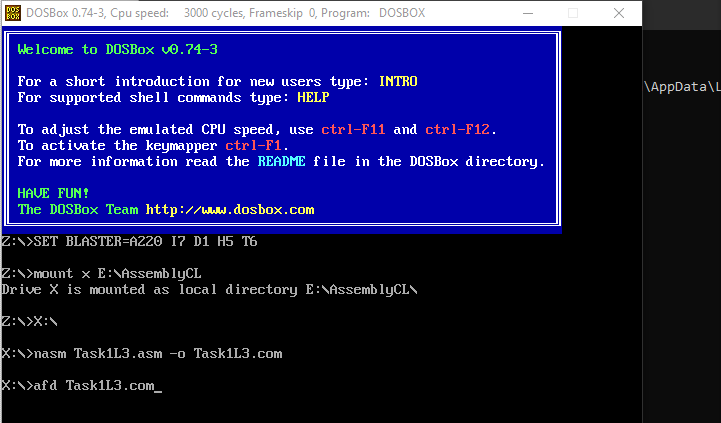 DOSBox 0.74-3, Cpu speed: 3000 cycles, Frameskip 0, Program: DOSBOX
\AppData\L
Welcome to DOSBox v0.74-3
For a short introduction for new users type: INTRO
For supported shell commands type: HELP
To adjust the emulated CPU speed, use ctrl-F11 and ctrl-F12.
To activate the keymapper ctrl-F1.
For more information read the README file in the DOSBox directory.
HAVE FUN!
The DOSBox Team http://www.dosbox.com
Z:\>SET BLASTER=A220 I7 D1 H5 T6
Z:\>mount x E:\AssemblyCL
Drive X is mounted as local directory E:\AssemblyCL\
Z:\>X:\
X:\>nasm Task1L3.asm -o Task1L3.com
X:\>afd Task1L3.com_